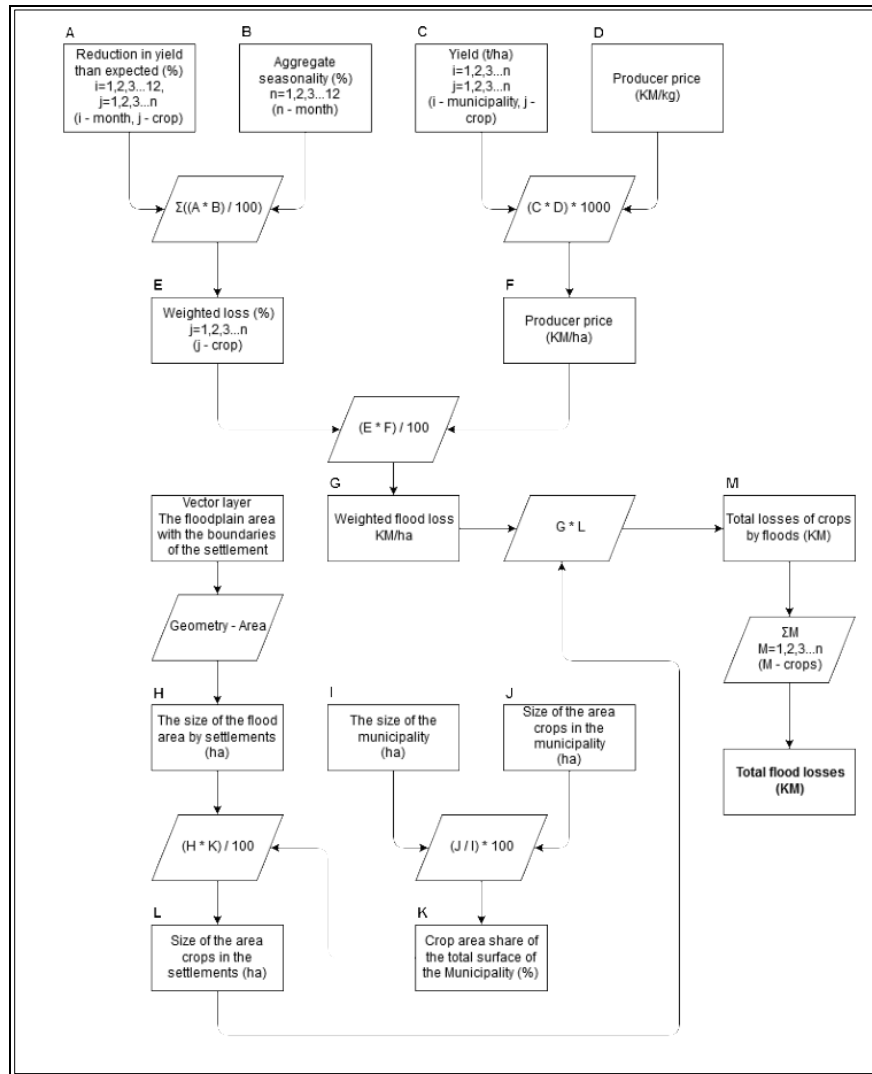 A
Reduction in yield
than expected (%)
i=1,2,3...12,
j=1,2,3...n
(i - month, j - crop)
B
Aggregate
seasonality (%)
n=1,2,3...12
(n - month)
C
Yield (t/ha)
i=1,2,3...n
j=1,2,3...n
(i - municipality, j -
crop)
D
Producer price
(KM/kg)
Σ((A * B) / 100)
(C * D) * 1000
E
Weighted loss (%)
j=1,2,3...n
(j - crop)
F
Producer price
(KM/ha)
(E * F) / 100
Vector layer
The floodplain area
with the boundaries
of the settlement
G
Weighted flood loss
KM/ha
G * L
M
Total losses of crops
by floods (KM)
Geometry - Area
ΣM
M=1,2,3...n
(M - crops)
H
The size of the flood
area by settlements
(ha)
I
The size of the
municipality
(ha)
J
Size of the area
crops in the
municipality
(ha)
Total flood losses
(KM)
(H * K) / 100
(J / I) * 100
L
Size of the area
crops in the
settlements (ha)
K
Crop area share of
the total surface of
the Municipality (%)